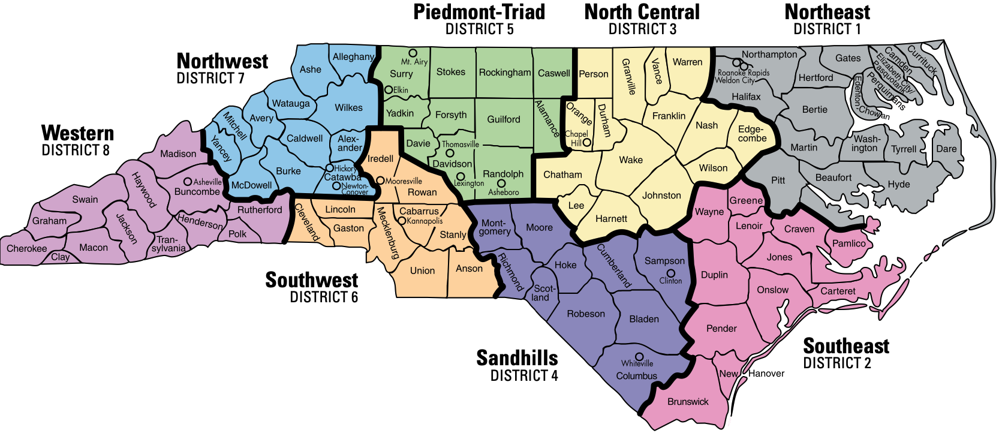 Piedmont-Triad
DISTRICT 5
North Central
DISTRICT 3
Northeast
DISTRICT 1
Northwest
DISTRICT 7
Western
DISTRICT 8
Southwest
DISTRICT 6
Sandhills
DISTRICT 4
Southeast
DISTRICT 2
Ashe
Alleghany
Watauga
Wilkes
Avery
Mitchell
Yancey
Caldwell
Alex-
ander
Burke
McDowell
Hickory
Catawba
Newton-
Conover
Madison
Haywood
Asheville
Buncombe
Swain
Graham
Jackson
Henderson
Rutherford
Polk
Tran-
sylvania
Macon
Cherokee
Clay
Mt. Airy
Surry
Elkin
Stokes
Rockingham
Caswell
Yadkin
Forsyth
Guilford
Alamance
Davie
Thomasville
Davidson
Lexington
Randolph
Asheboro
Iredell
Mooresville
Rowan
Cleveland
Lincoln
Gaston
Mecklenburg
Cabarrus
Kannapolis
Stanly
Union
Anson
Person
Granville
Vance
Warren
Orange
Chapel
Hill
Durham
Franklin
Nash
Edge-
combe
Wake
Wilson
Chatham
Johnston
Lee
Harnett
Mont-
gomery
Moore
Richmond
Hoke
Cumberland
Sampson
Clinton
Scot-
land
Robeson
Bladen
Whiteville
Columbus
Northampton
Roanoke Rapids
Weldon City
Halifax
Gates
Hertford
Camden
Currituck
Elizabeth City/
Pasquotank
Perquimans
Edenton-Chowan
Bertie
Martin
Wash-
ington
Tyrrell
Dare
Pitt
Beaufort
Hyde
Greene
Wayne
Lenoir
Craven
Pamlico
Jones
Duplin
Onslow
Carteret
Pender
New Hanover
Brunswick